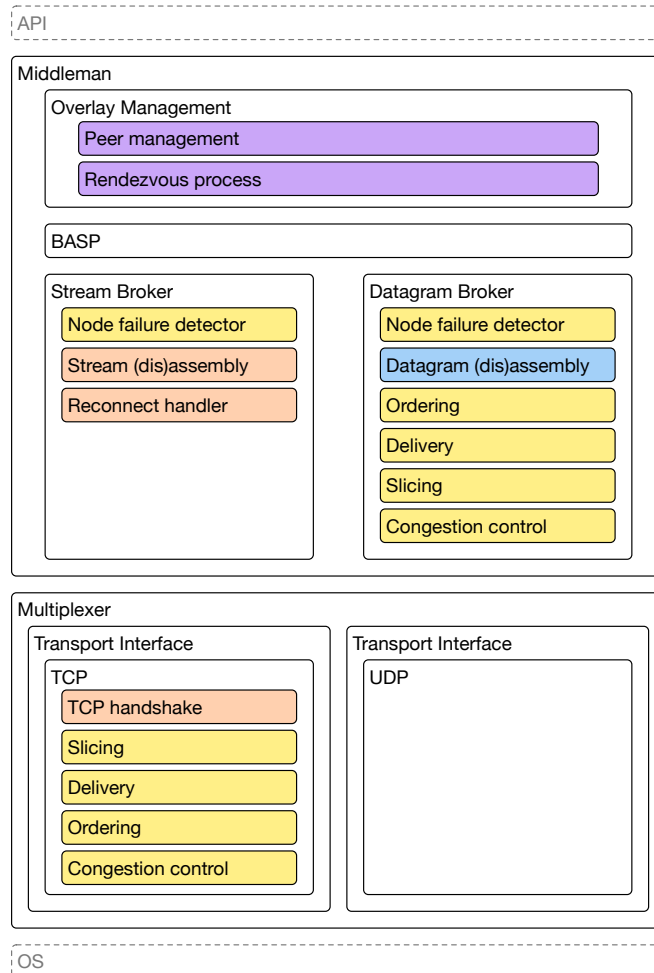 API
Middleman
Overlay Management
Peer management
Rendezvous process
BASP
Stream Broker
Node failure detector
Stream (dis)assembly
Reconnect handler
Datagram Broker
Node failure detector
Datagram (dis)assembly
Ordering
Delivery
Slicing
Congestion control
Multiplexer
Transport Interface
TCP
TCP handshake
Slicing
Delivery
Ordering
Congestion control
Transport Interface
UDP
OS